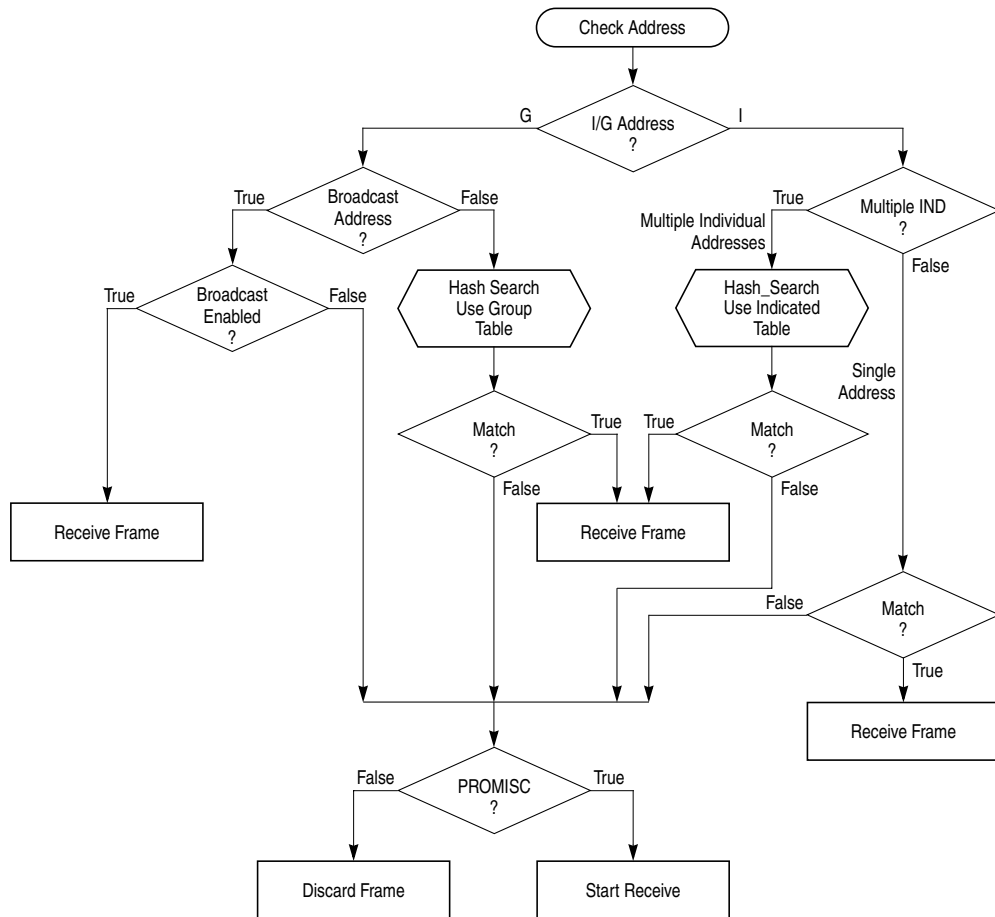 Check Address
G
I/G Address
?
I
True
Broadcast
Address
?
False
True
Multiple IND
?
Multiple Individual
Addresses
False
True
Broadcast
Enabled
?
False
Hash Search
Use Group
Table
Hash_Search
Use Indicated
Table
Single
Address
Match
?
True
True
Match
?
False
False
Receive Frame
Receive Frame
False
Match
?
True
Receive Frame
False
PROMISC
?
True
Discard Frame
Start Receive